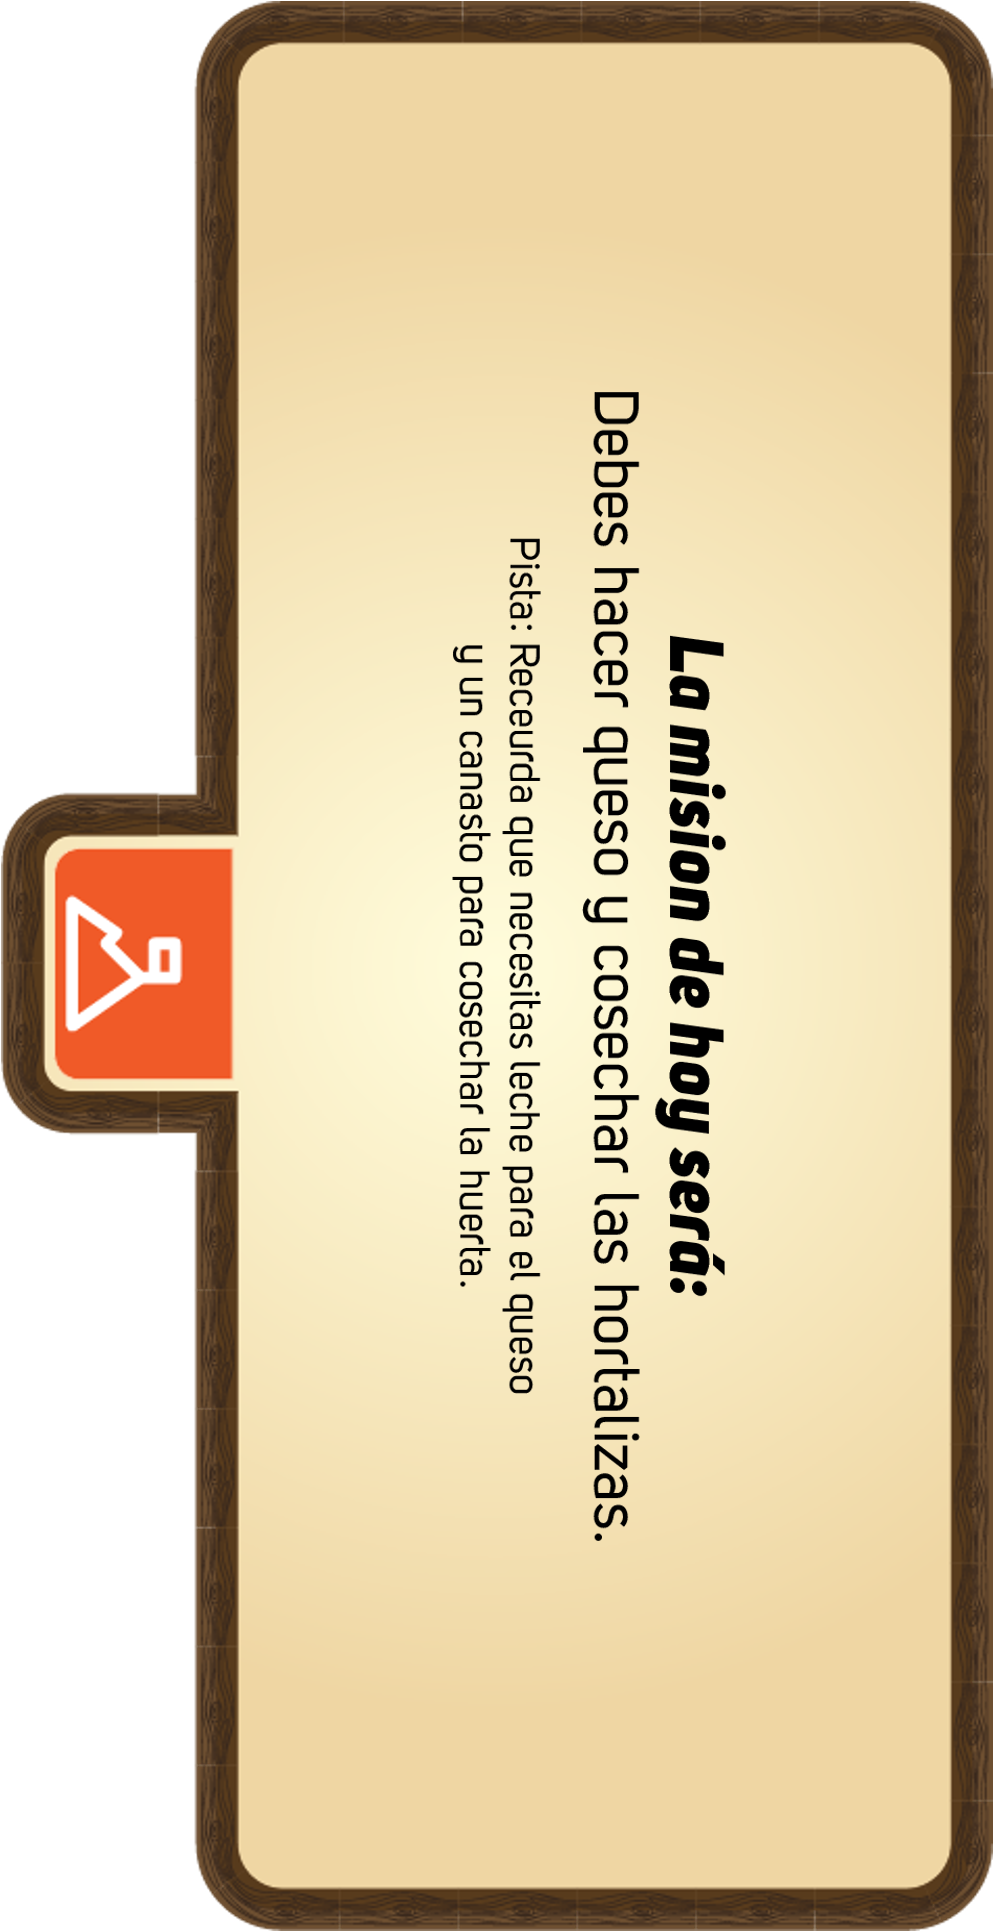 La mision de hoy será:
Debes hacer queso y cosechar las hortalizas.
Pista: Receurda que necesitas leche para el queso
y un canasto para cosechar la huerta.